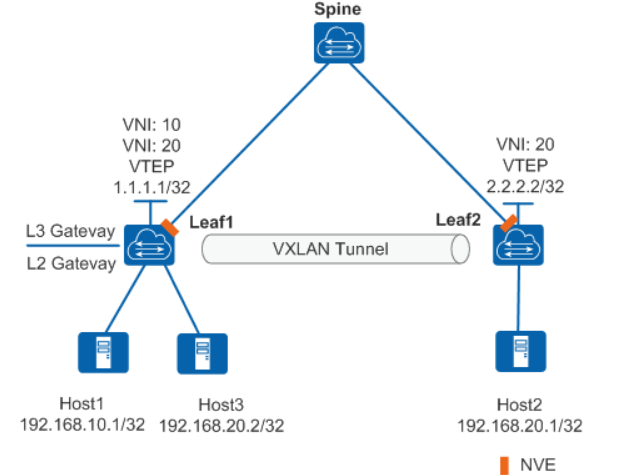 Spine
VNI: 10
VNI: 20
VTEP
1.1.1.1/32
VNI: 20
VTEP
2.2.2.2/32
Leaf1
Leaf2
L3 Gatevay
L2 Gatevay
VXLAN Tunnel
Host1
192.168.10.1/32
Host3
192.168.20.2/32
Host2
192.168.20.1/32
NVE